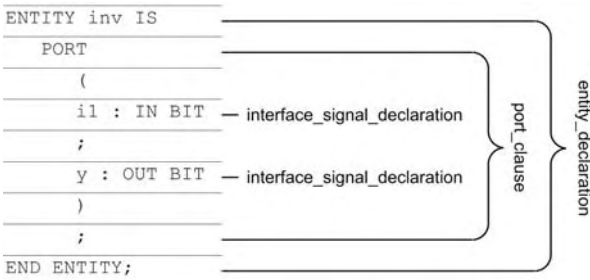 ENTITY inv IS
PORT
(
i1 : IN BIT interface_signal_declaration
;
y : OUT BIT interface_signal_declaration
)
;
END ENTITY;
port_clause
entity_declaration